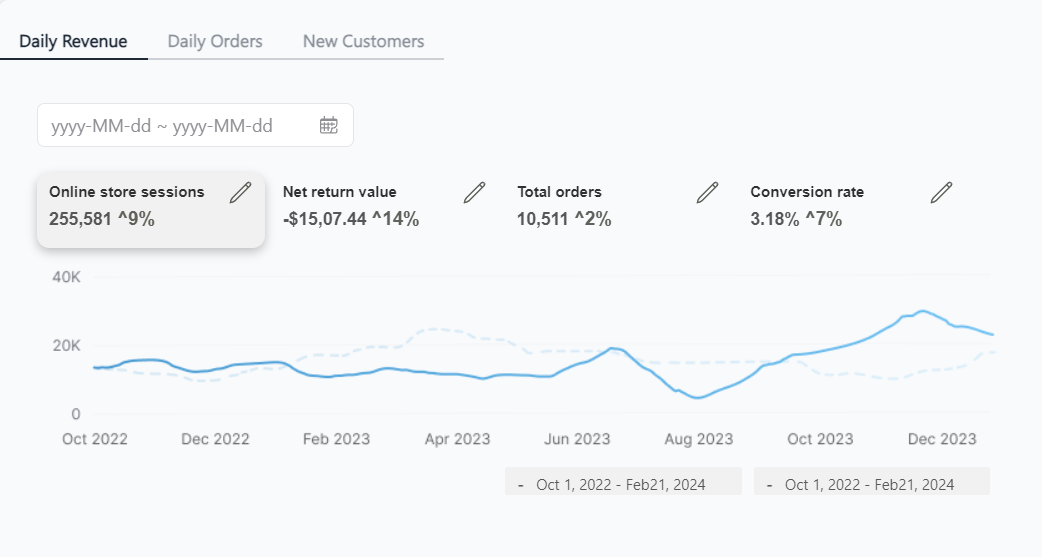 Daily Revenue Daily Orders New Customers
yyyy-MM-dd ~ yyyy-MM-dd
Online store sessions Net return value Total orders Conversion rate
255,581 ^9% -$15,07.44 ^14% 10,511 ^2% 3.18% ^7%
40K
20K
0
Oct 2022 Dec 2022 Feb 2023 Apr 2023 Jun 2023 Aug 2023 Oct 2023 Dec 2023
- Oct 1, 2022 - Feb21, 2024 - Oct 1, 2022 - Feb21, 2024